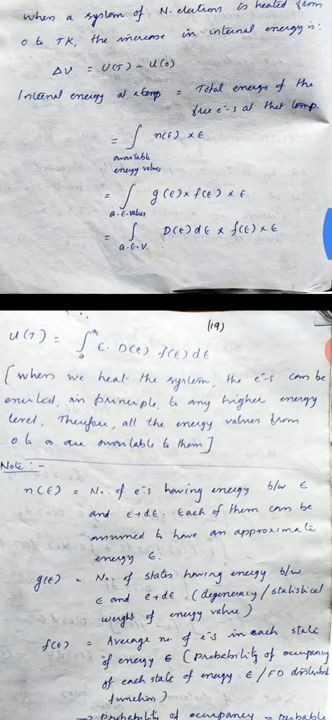 When a system of N. electrons is heated from
0 to TK, the increase in internal energy is:
ΔU = U(T) - U(0)
Internal energy at a temp = Total energy of the
free e⁻s at that temp.
= ∫ n(ε) × ε
available
energy values
= ∫ g(ε) × f(ε) × ε
a.E.values
= ∫ D(ε) dε × f(ε) × ε
a.E.V.
(19)
U(T) = ∫₀^∞ ε. D(ε) f(ε) dε
[When we heat the system, the e⁻s can be
excited, in principle, to any higher energy
level. Therefore, all the energy values from
0 to ∞ are available to them]
Note :-
n(ε) = No. of e⁻s having energy b/w ε
and ε+dε. Each of them can be
assumed to have an approximate
energy ε.
g(ε) = No. of states having energy b/w
ε and ε+dε. (degeneracy / statistical
weight of energy value)
f(ε) = Average no. of e⁻s in each state
of energy ε (Probability of occupancy
of each state of energy ε / FD distribution
function)
→ Probability of occupancy = Probably